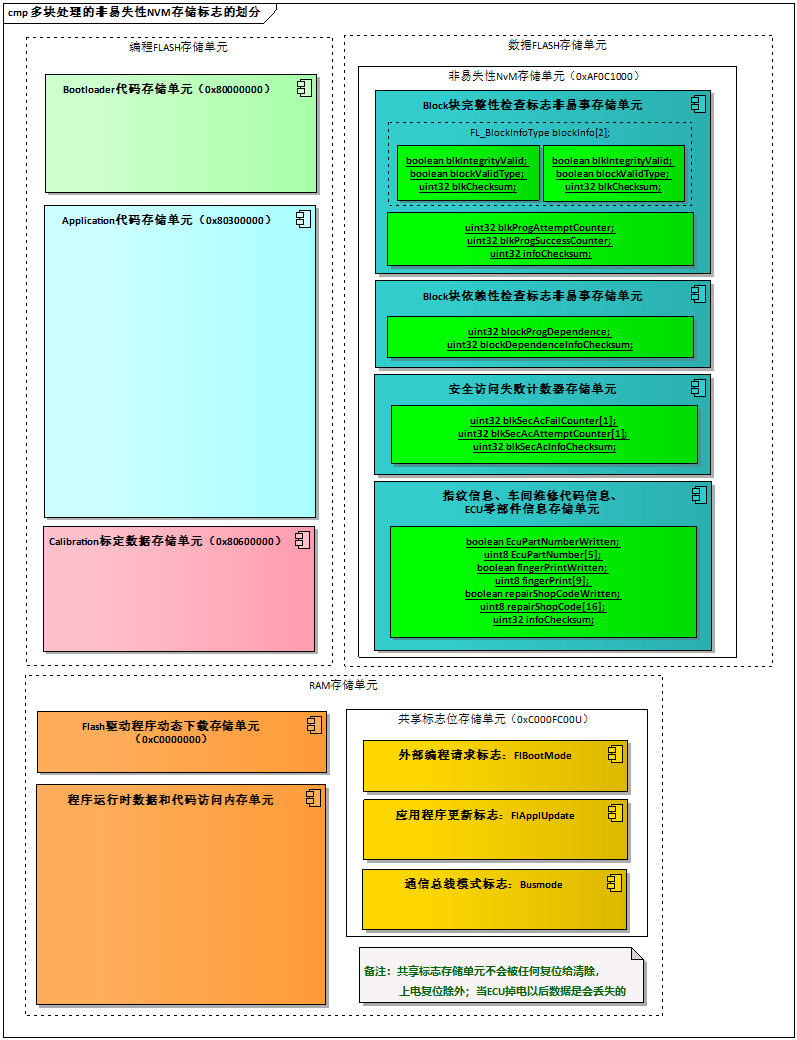 cmp 多块处理的非易失性NVM存储标志的划分
编程FLASH存储单元
Bootloader代码存储单元（0x80000000）
Application代码存储单元（0x80300000）
Calibration标定数据存储单元（0x80600000）
数据FLASH存储单元
非易失性NvM存储单元（0xAF0C1000）
Block块完整性检查标志非易事存储单元
FL_BlockInfoType blockInfo[2];
boolean blkIntegrityValid;
boolean blockValidType;
uint32 blkChecksum;
boolean blkIntegrityValid;
boolean blockValidType;
uint32 blkChecksum;
uint32 blkProgAttemptCounter;
uint32 blkProgSuccessCounter;
uint32 infoChecksum;
Block块依赖性检查标志非易事存储单元
uint32 blockProgDependence;
uint32 blockDependenceInfoChecksum;
安全访问失败计数器存储单元
uint32 blkSecAcFailCounter[1];
uint32 blkSecAcAttemptCounter[1];
uint32 blkSecAcInfoChecksum;
指纹信息、车间维修代码信息、
ECU零部件信息存储单元
boolean EcuPartNumberWritten;
uint8 EcuPartNumber[5];
boolean fingerPrintWritten;
uint8 fingerPrint[9];
boolean repairShopCodeWritten;
uint8 repairShopCode[16];
uint32 infoChecksum;
RAM存储单元
Flash驱动程序动态下载存储单元
（0xC0000000）
程序运行时数据和代码访问内存单元
共享标志位存储单元（0xC000FC00U）
外部编程请求标志：FlBootMode
应用程序更新标志：FlApplUpdate
通信总线模式标志：Busmode
备注：共享标志存储单元不会被任何复位给清除，
上电复位除外；当ECU掉电以后数据是会丢失的